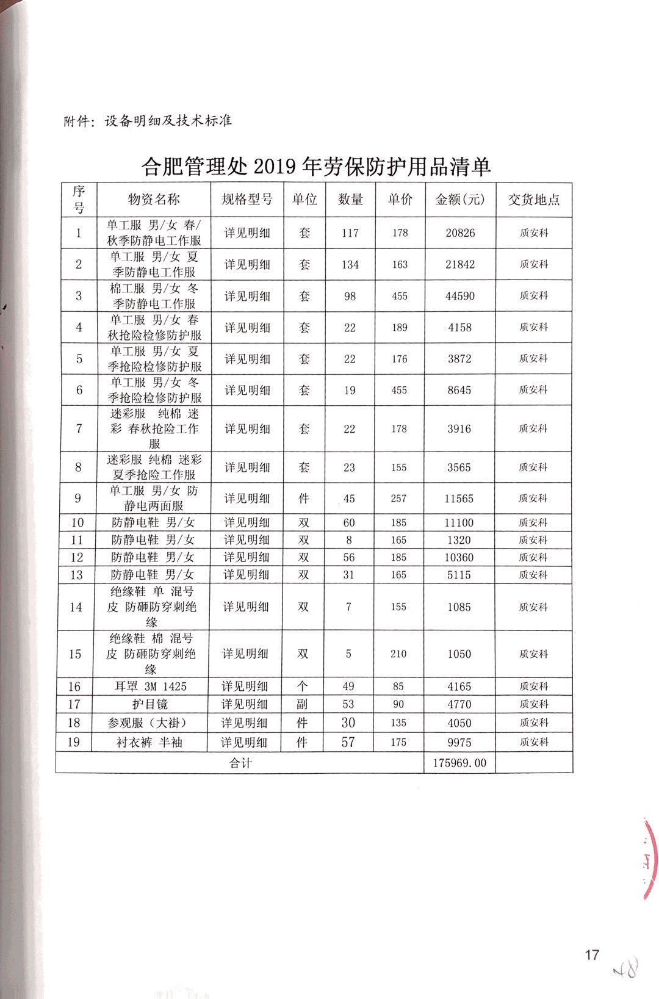 附件：设备明细及技术标准
合肥管理处 2019 年劳保防护用品清单
序号 物资名称 规格型号 单位 数量 单价 金额(元) 交货地点
1 单工服 男/女 春/秋季防静电工作服 详见明细 套 117 178 20826 质安科
2 单工服 男/女 夏季防静电工作服 详见明细 套 134 163 21842 质安科
3 棉工服 男/女 冬季防静电工作服 详见明细 套 98 455 44590 质安科
4 单工服 男/女 春秋抢险检修防护服 详见明细 套 22 189 4158 质安科
5 单工服 男/女 夏季抢险检修防护服 详见明细 套 22 176 3872 质安科
6 单工服 男/女 冬季抢险检修防护服 详见明细 套 19 455 8645 质安科
7 迷彩服 纯棉 迷彩 春秋抢险工作服 详见明细 套 22 178 3916 质安科
8 迷彩服 纯棉 迷彩 夏季抢险工作服 详见明细 套 23 155 3565 质安科
9 单工服 男/女 防静电两面服 详见明细 件 45 257 11565 质安科
10 防静电鞋 男/女 详见明细 双 60 185 11100 质安科
11 防静电鞋 男/女 详见明细 双 8 165 1320 质安科
12 防静电鞋 男/女 详见明细 双 56 185 10360 质安科
13 防静电鞋 男/女 详见明细 双 31 165 5115 质安科
14 绝缘鞋 单 混号 皮 防砸防穿刺绝缘 详见明细 双 7 155 1085 质安科
15 绝缘鞋 棉 混号 皮 防砸防穿刺绝缘 详见明细 双 5 210 1050 质安科
16 耳罩 3M 1425 详见明细 个 49 85 4165 质安科
17 护目镜 详见明细 副 53 90 4770 质安科
18 参观服（大褂） 详见明细 件 30 135 4050 质安科
19 衬衣裤 半袖 详见明细 件 57 175 9975 质安科
合计 175969.00
17
48